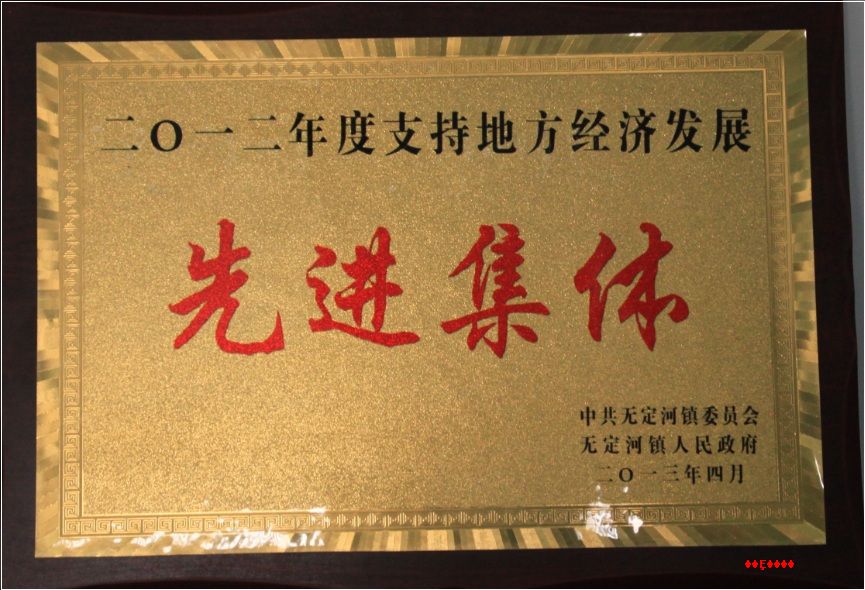 二〇一二年度支持地方经济发展
先进集体
中共无定河镇委员会
无定河镇人民政府
二〇一三年四月